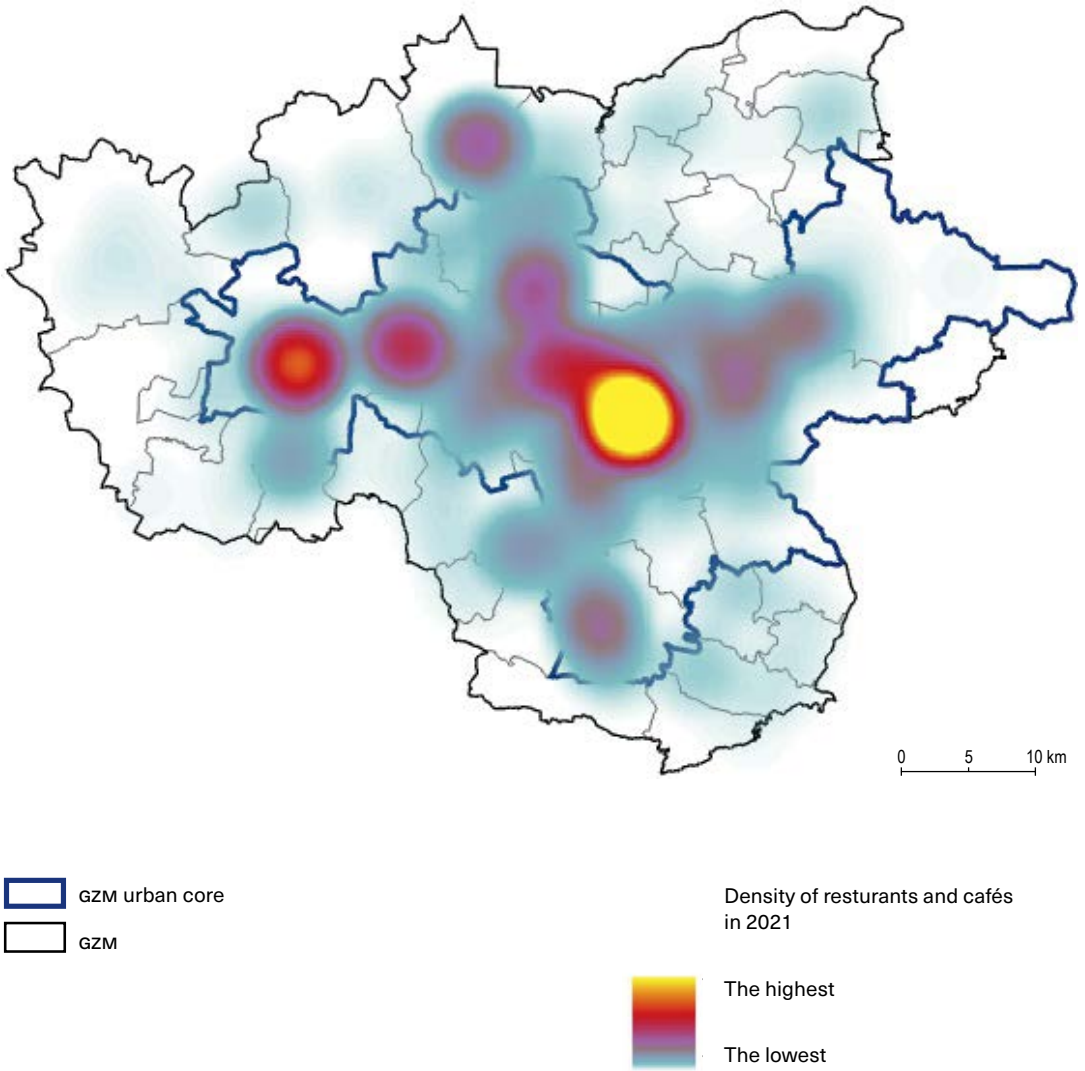 0 5 10 km
GZM urban core
GZM
Density of resturants and cafés
in 2021
The highest
The lowest